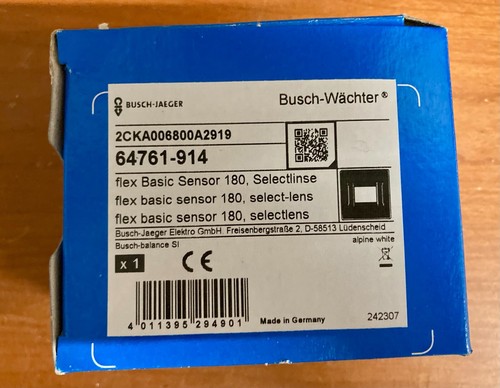 BUSCH-JAEGER
Busch-Wächter®
2CKA006800A2919
64761-914
flex Basic Sensor 180, Selectlinse
flex basic sensor 180, select-lens
flex basic sensor 180, selectlens
Busch-Jaeger Elektro GmbH. Freisenbergstraße 2, D-58513 Lüdenscheid
Busch-balance SI
alpine white
x 1
CE
4 011395 294901
Made in Germany
242307